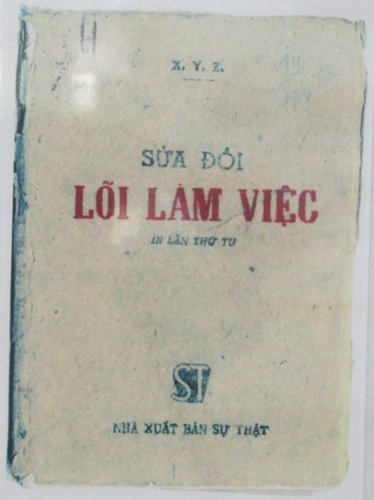 X. Y. Z.
SỬA ĐỔI
LỐI LÀM VIỆC
IN LẦN THỨ TƯ
ST
NHÀ XUẤT BẢN SỰ THẬT